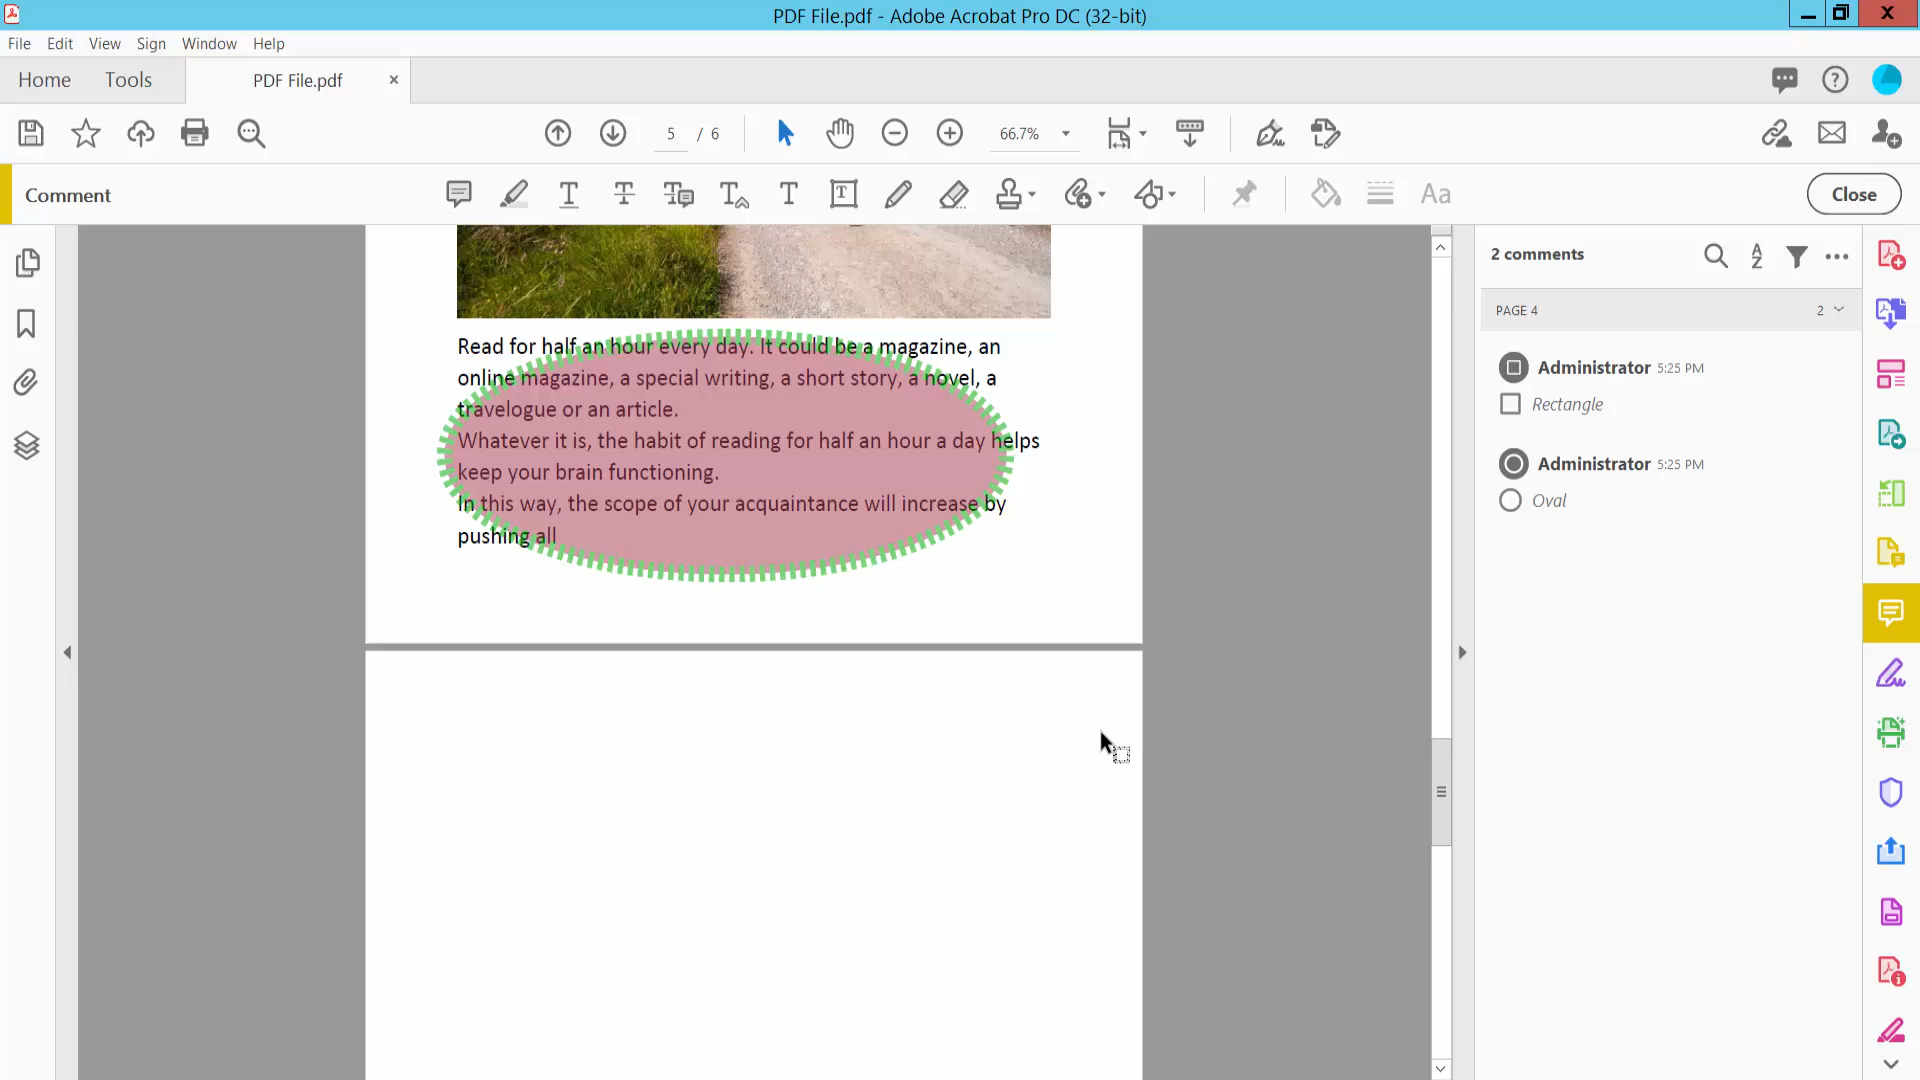 PDF File.pdf - Adobe Acrobat Pro DC (32-bit)
File Edit View Sign Window Help
Home Tools PDF File.pdf ×
5 / 6 66.7%
Comment
Close
Read for half an hour every day. It could be a magazine, an
online magazine, a special writing, a short story, a novel, a
travelogue or an article.
Whatever it is, the habit of reading for half an hour a day helps
keep your brain functioning.
In this way, the scope of your acquaintance will increase by
pushing all
2 comments
PAGE 4 2
Administrator 5:25 PM
Rectangle
Administrator 5:25 PM
Oval